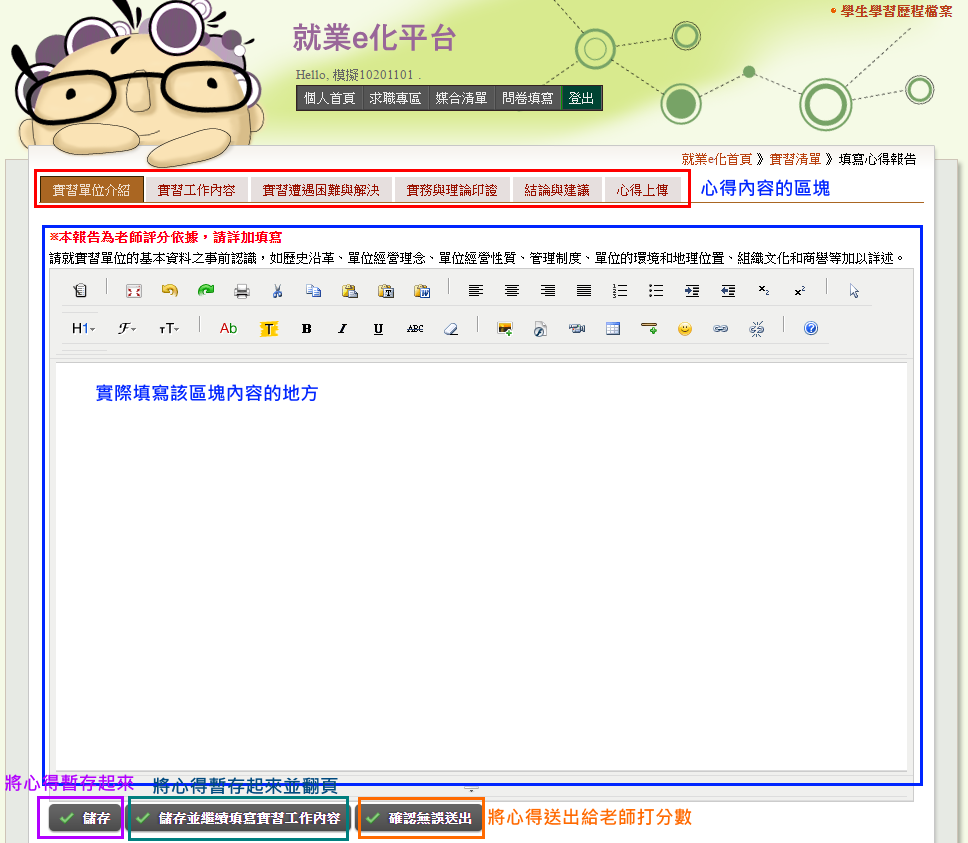 學生學習歷程檔案
就業e化平台
Hello, 模擬10201101 .
個人首頁 求職專區 媒合清單 問卷填寫 登出
就業e化首頁 》 實習清單 》 填寫心得報告
實習單位介紹 實習工作內容 實習遭遇困難與解決 實務與理論印證 結論與建議 心得上傳 心得內容的區塊
※本報告為老師評分依據，請詳加填寫
請就實習單位的基本資料之事前認識，如歷史沿革、單位經營理念、單位經營性質、管理制度、單位的環境和地理位置、組織文化和商譽等加以詳述。
H1 ℱ тT Ab T B I U ABC
實際填寫該區塊內容的地方
將心得暫存起來 將心得暫存起來並翻頁
儲存 儲存並繼續填寫實習工作內容 確認無誤送出 將心得送出給老師打分數